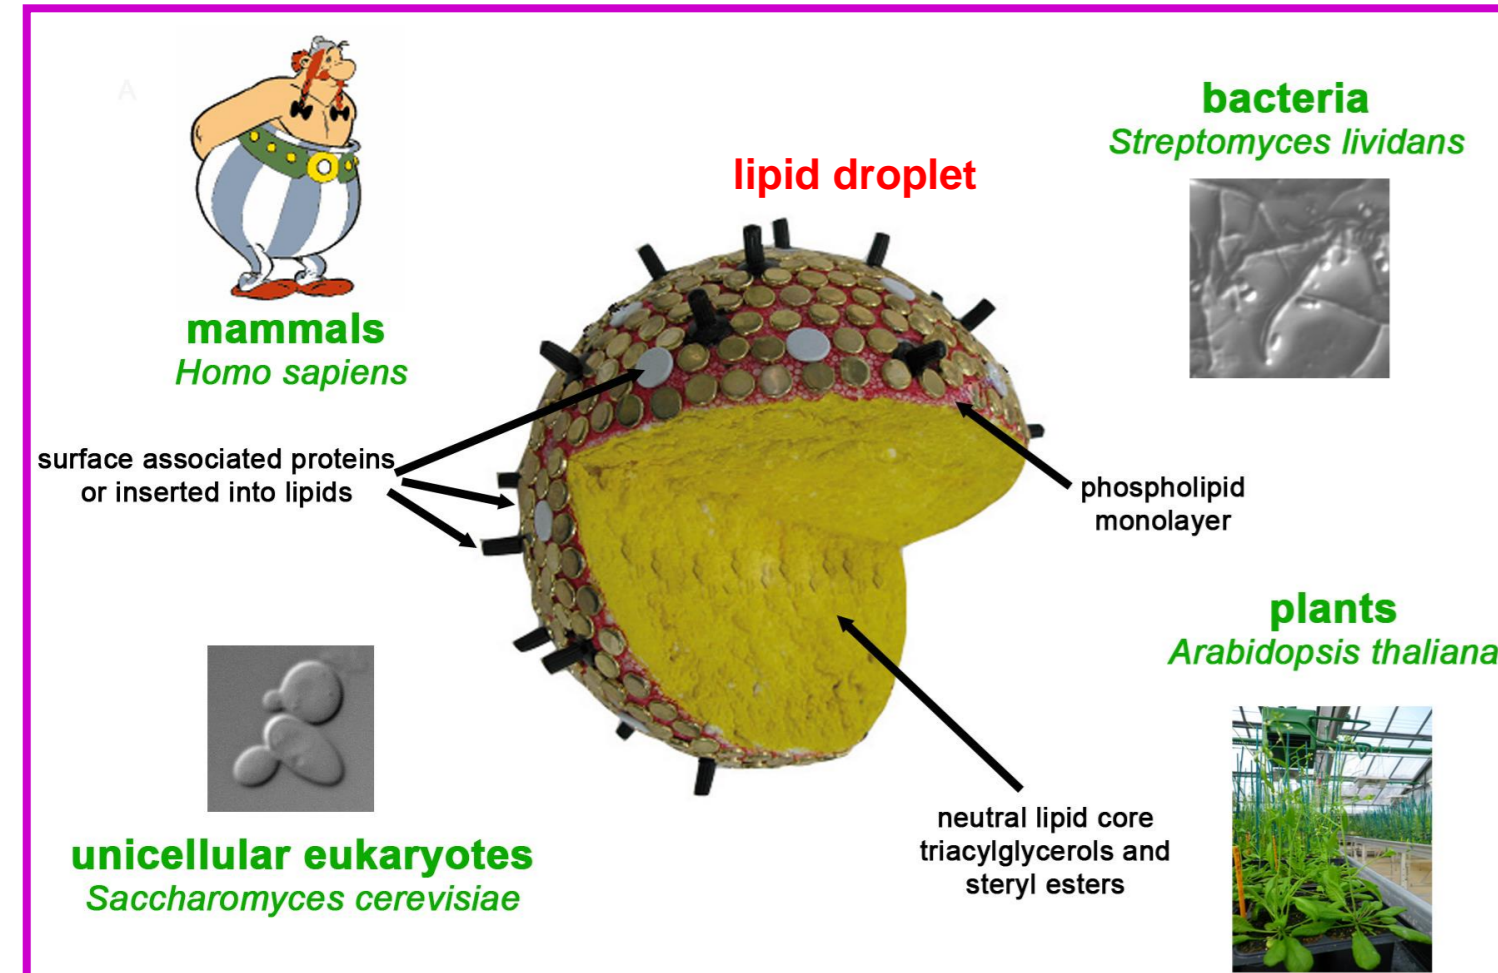 A
mammals
Homo sapiens
lipid droplet
bacteria
Streptomyces lividans
surface associated proteins
or inserted into lipids
phospholipid
monolayer
unicellular eukaryotes
Saccharomyces cerevisiae
neutral lipid core
triacylglycerols and
steryl esters
plants
Arabidopsis thaliana